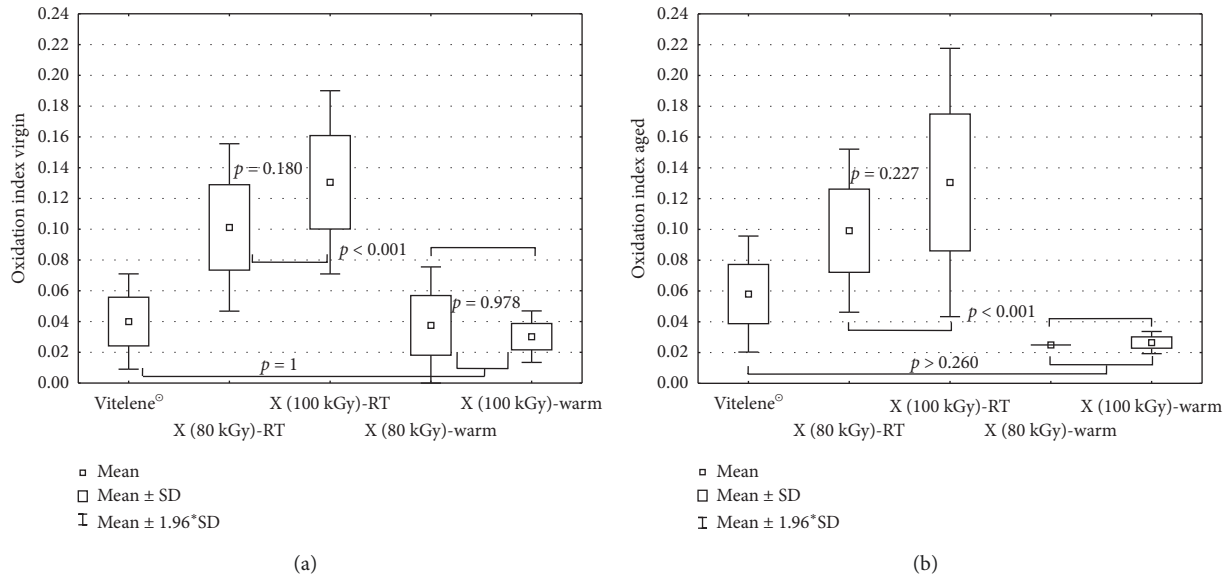 0.24
0.22
0.20
0.18
0.16
0.14
0.12
0.10
0.08
0.06
0.04
0.02
0.00
Oxidation index virgin
p = 0.180
p < 0.001
p = 0.978
p = 1
Vitelene⊙
X (80 kGy)-RT
X (100 kGy)-RT
X (80 kGy)-warm
X (100 kGy)-warm
Mean
Mean ± SD
Mean ± 1.96*SD
(a)
0.24
0.22
0.20
0.18
0.16
0.14
0.12
0.10
0.08
0.06
0.04
0.02
0.00
Oxidation index aged
p = 0.227
p < 0.001
p > 0.260
Vitelene⊙
X (80 kGy)-RT
X (100 kGy)-RT
X (80 kGy)-warm
X (100 kGy)-warm
Mean
Mean ± SD
Mean ± 1.96*SD
(b)